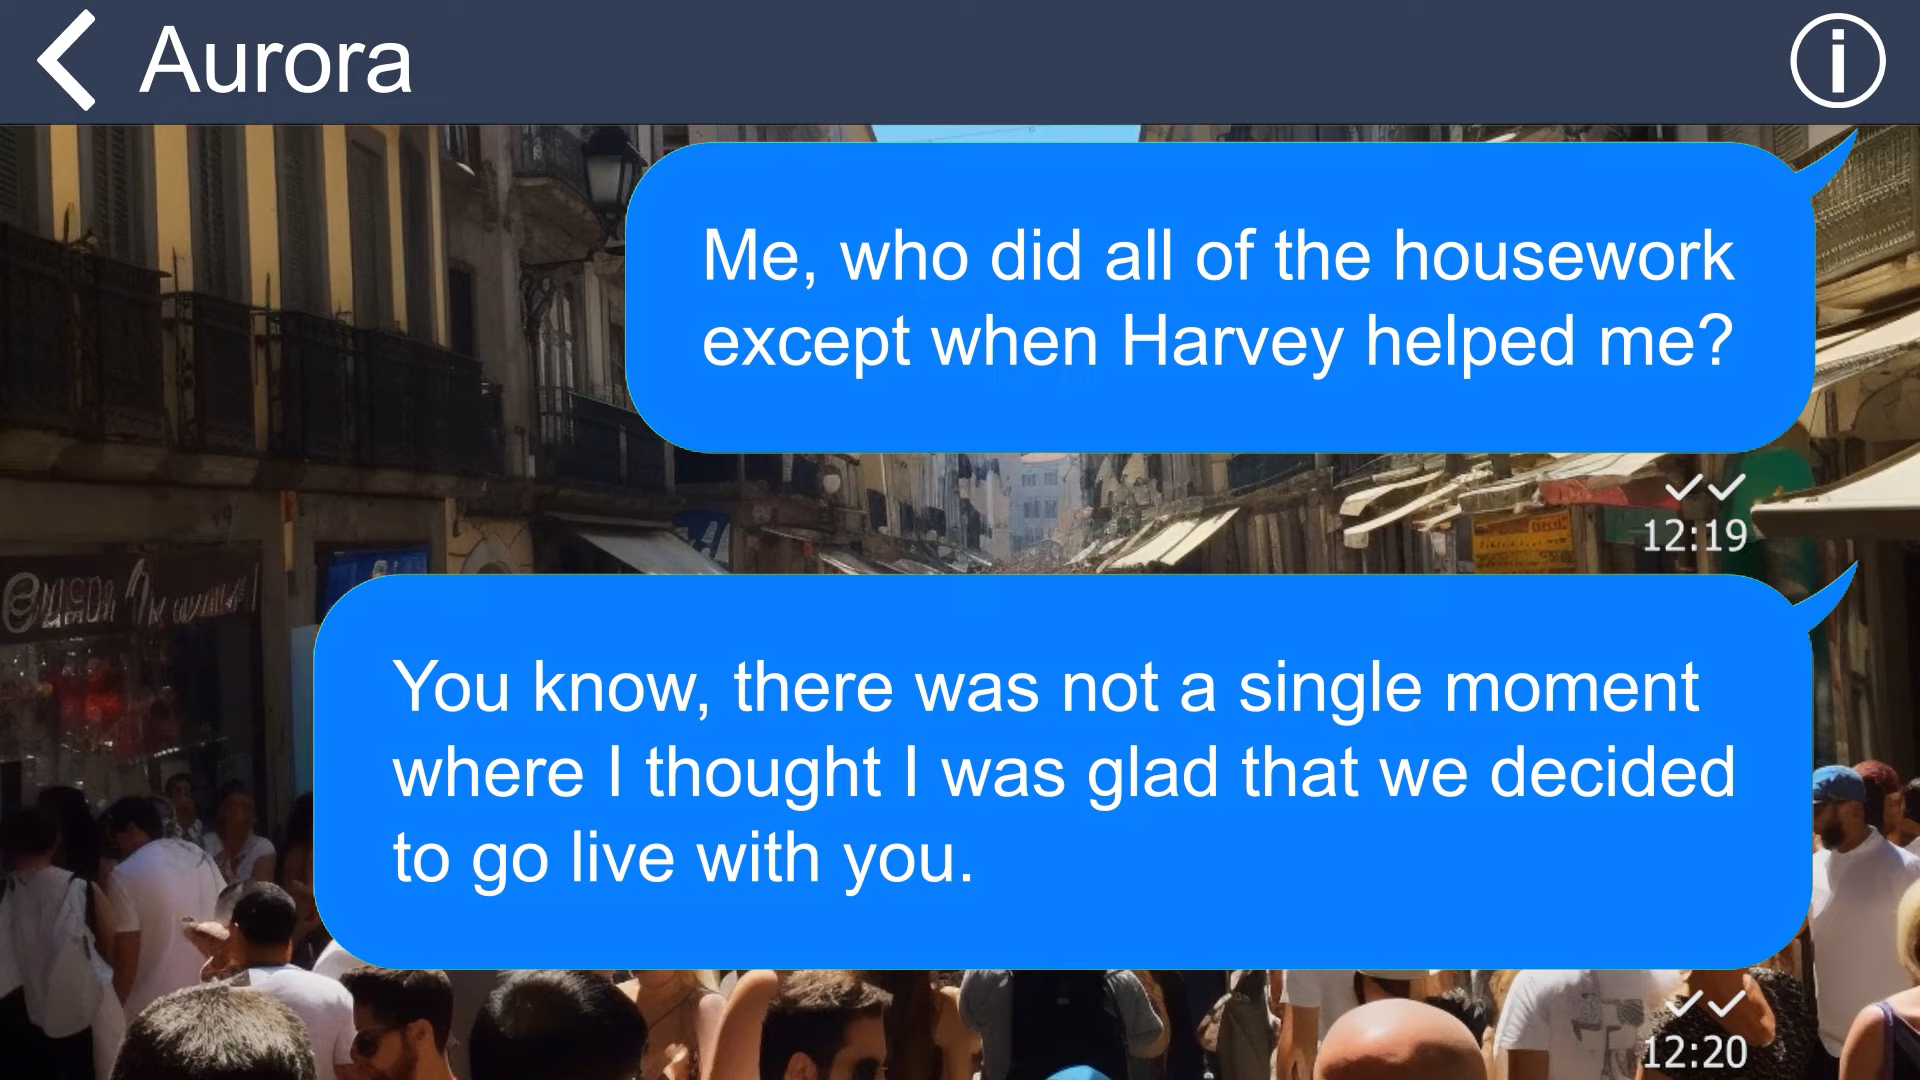 Aurora
Me, who did all of the housework
except when Harvey helped me?
12:19
You know, there was not a single moment
where I thought I was glad that we decided
to go live with you.
12:20